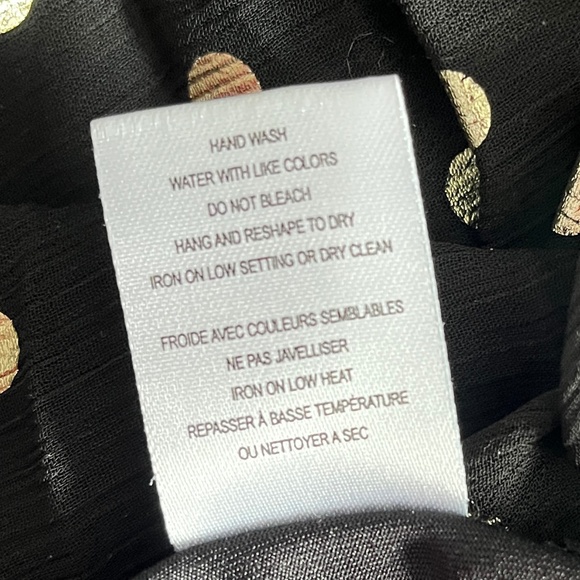 HAND WASH
WATER WITH LIKE COLORS
DO NOT BLEACH
HANG AND RESHAPE TO DRY
IRON ON LOW SETTING OR DRY CLEAN
FROIDE AVEC COULEURS SEMBLABLES
NE PAS JAVELLISER
IRON ON LOW HEAT
REPASSER À BASSE TEMPÉRATURE
OU NETTOYER A SEC